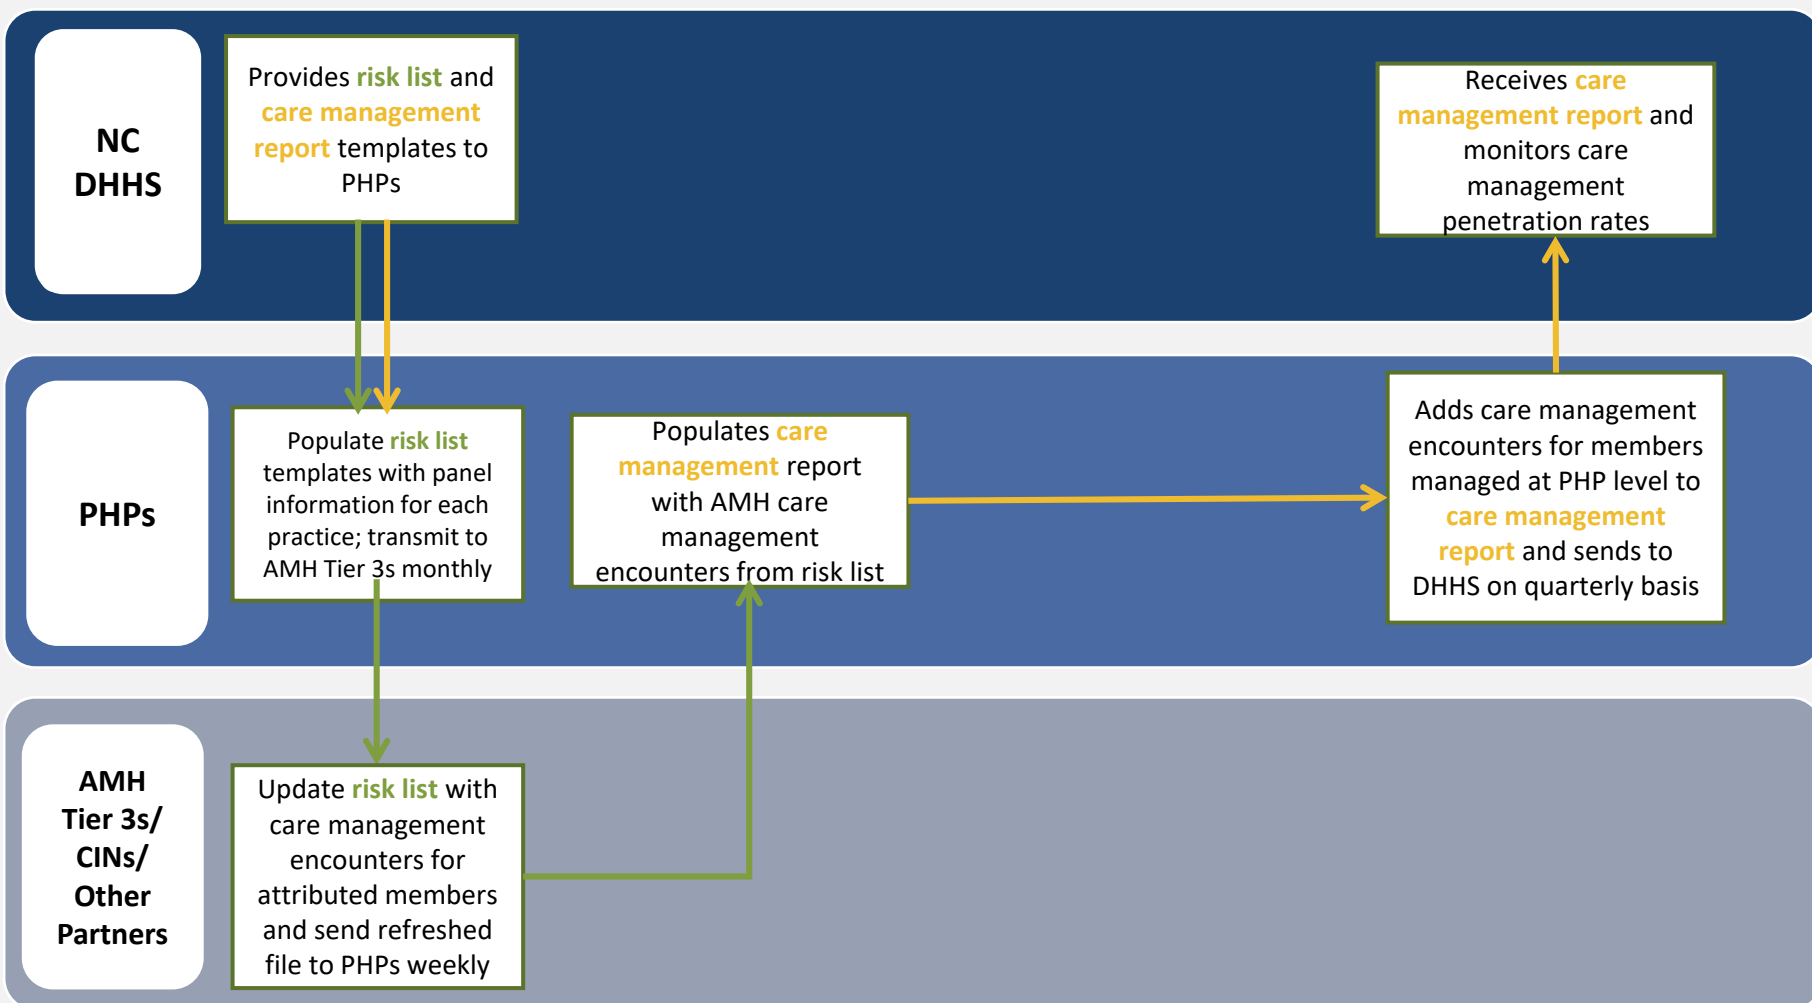 NC
DHHS
Provides risk list and
care management
report templates to
PHPs
Receives care
management report and
monitors care
management
penetration rates
PHPs
Populate risk list
templates with panel
information for each
practice; transmit to
AMH Tier 3s monthly
Populates care
management report
with AMH care
management
encounters from risk list
Adds care management
encounters for members
managed at PHP level to
care management
report and sends to
DHHS on quarterly basis
AMH
Tier 3s/
CINs/
Other
Partners
Update risk list with
care management
encounters for
attributed members
and send refreshed
file to PHPs weekly